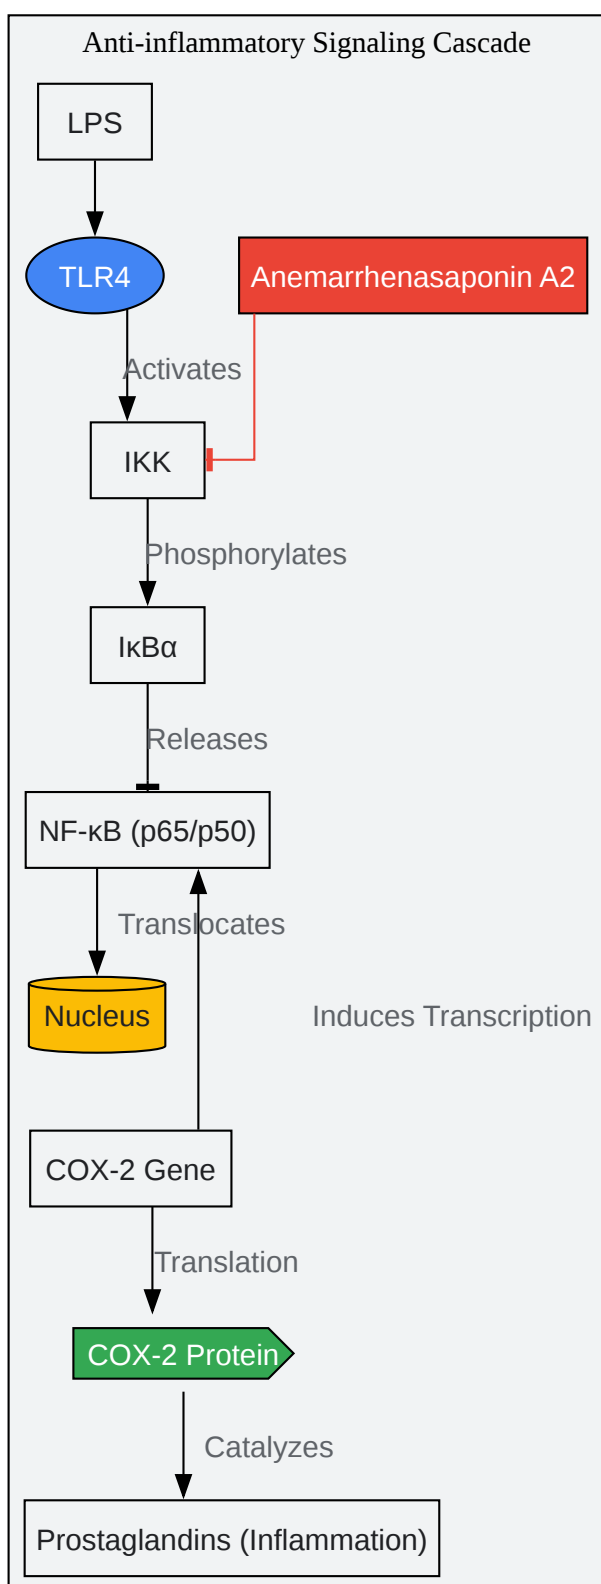 Anti-inflammatory Signaling Cascade
LPS
TLR4
Anemarrhenasaponin A2
Activates
IKK
Phosphorylates
IκBα
Releases
NF-κB (p65/p50)
Translocates
Nucleus
Induces Transcription
COX-2 Gene
Translation
COX-2 Protein
Catalyzes
Prostaglandins (Inflammation)